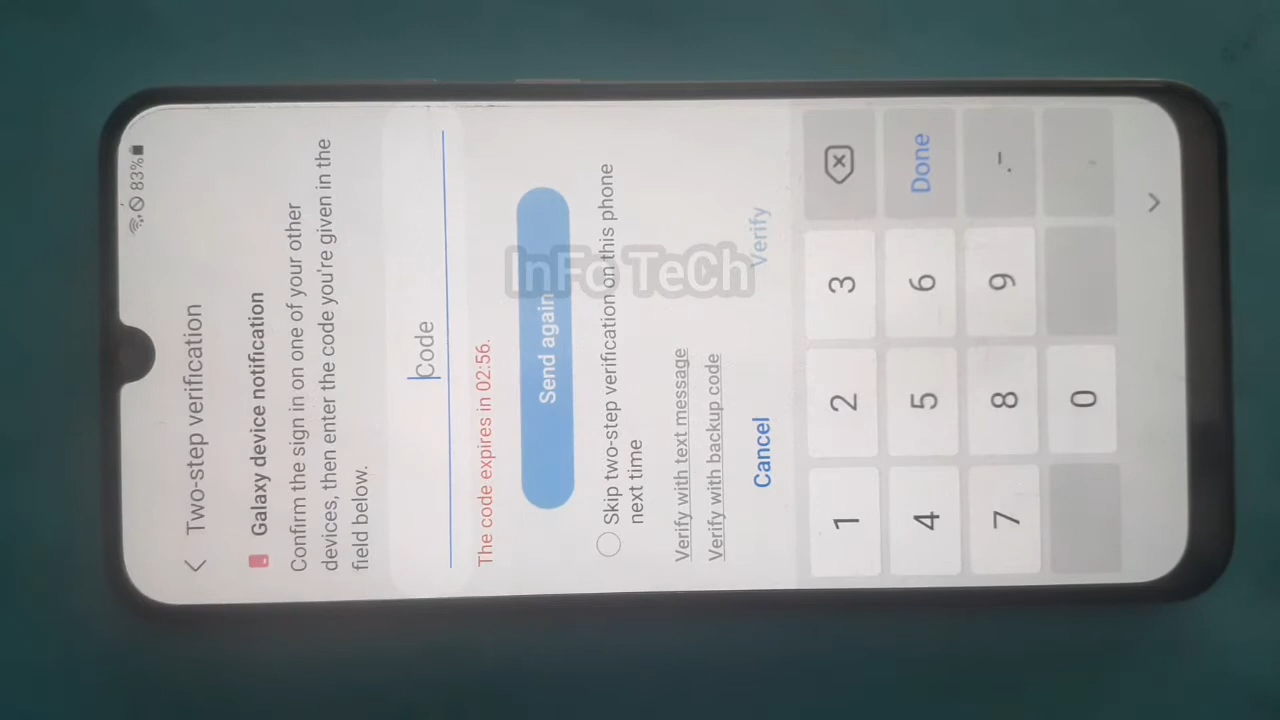 83%
Two-step verification
Galaxy device notification
Confirm the sign in on one of your other
devices, then enter the code you're given in the
field below.
Code
The code expires in 02:56.
Send again
InFoTeCh
Skip two-step verification on this phone
next time
Verify with text message
Verify with backup code
Cancel
Verify
1 2 3
4 5 6 Done
7 8 9 .-
0 ,